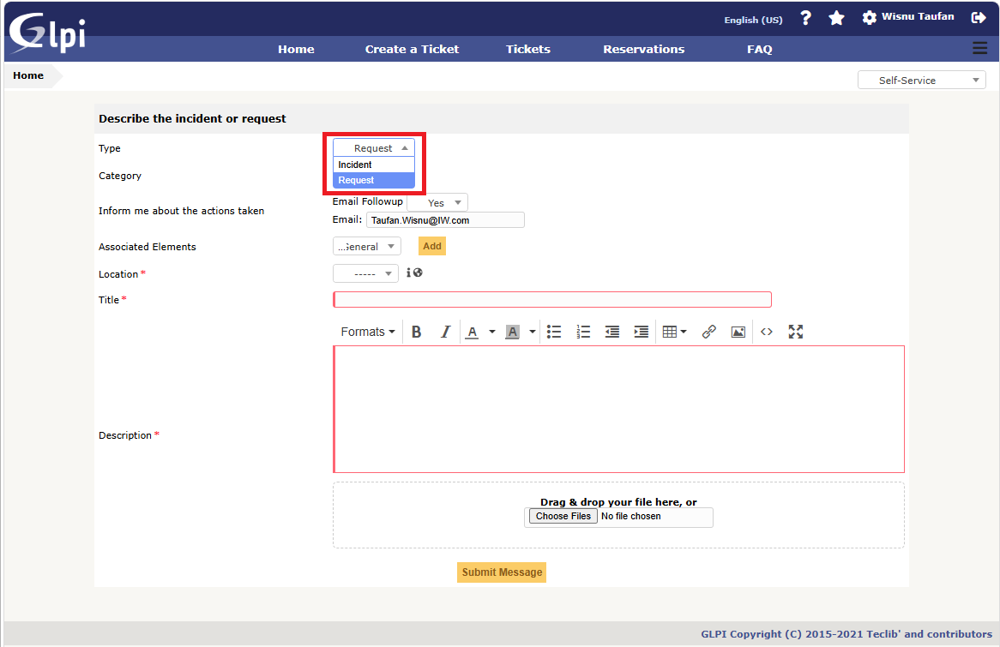 English (US) ? Wisnu Taufan
Glpi
Home Create a Ticket Tickets Reservations FAQ
Home
Self-Service
Describe the incident or request
Type Request
Incident
Category
Request
Email Followup Yes
Inform me about the actions taken
Email: Taufan.Wisnu@IW.com
Associated Elements ...General Add
Location * ----- i
Title *
Formats B I A A
Description *
Drag & drop your file here, or
Choose Files No file chosen
Submit Message
GLPI Copyright (C) 2015-2021 Teclib' and contributors